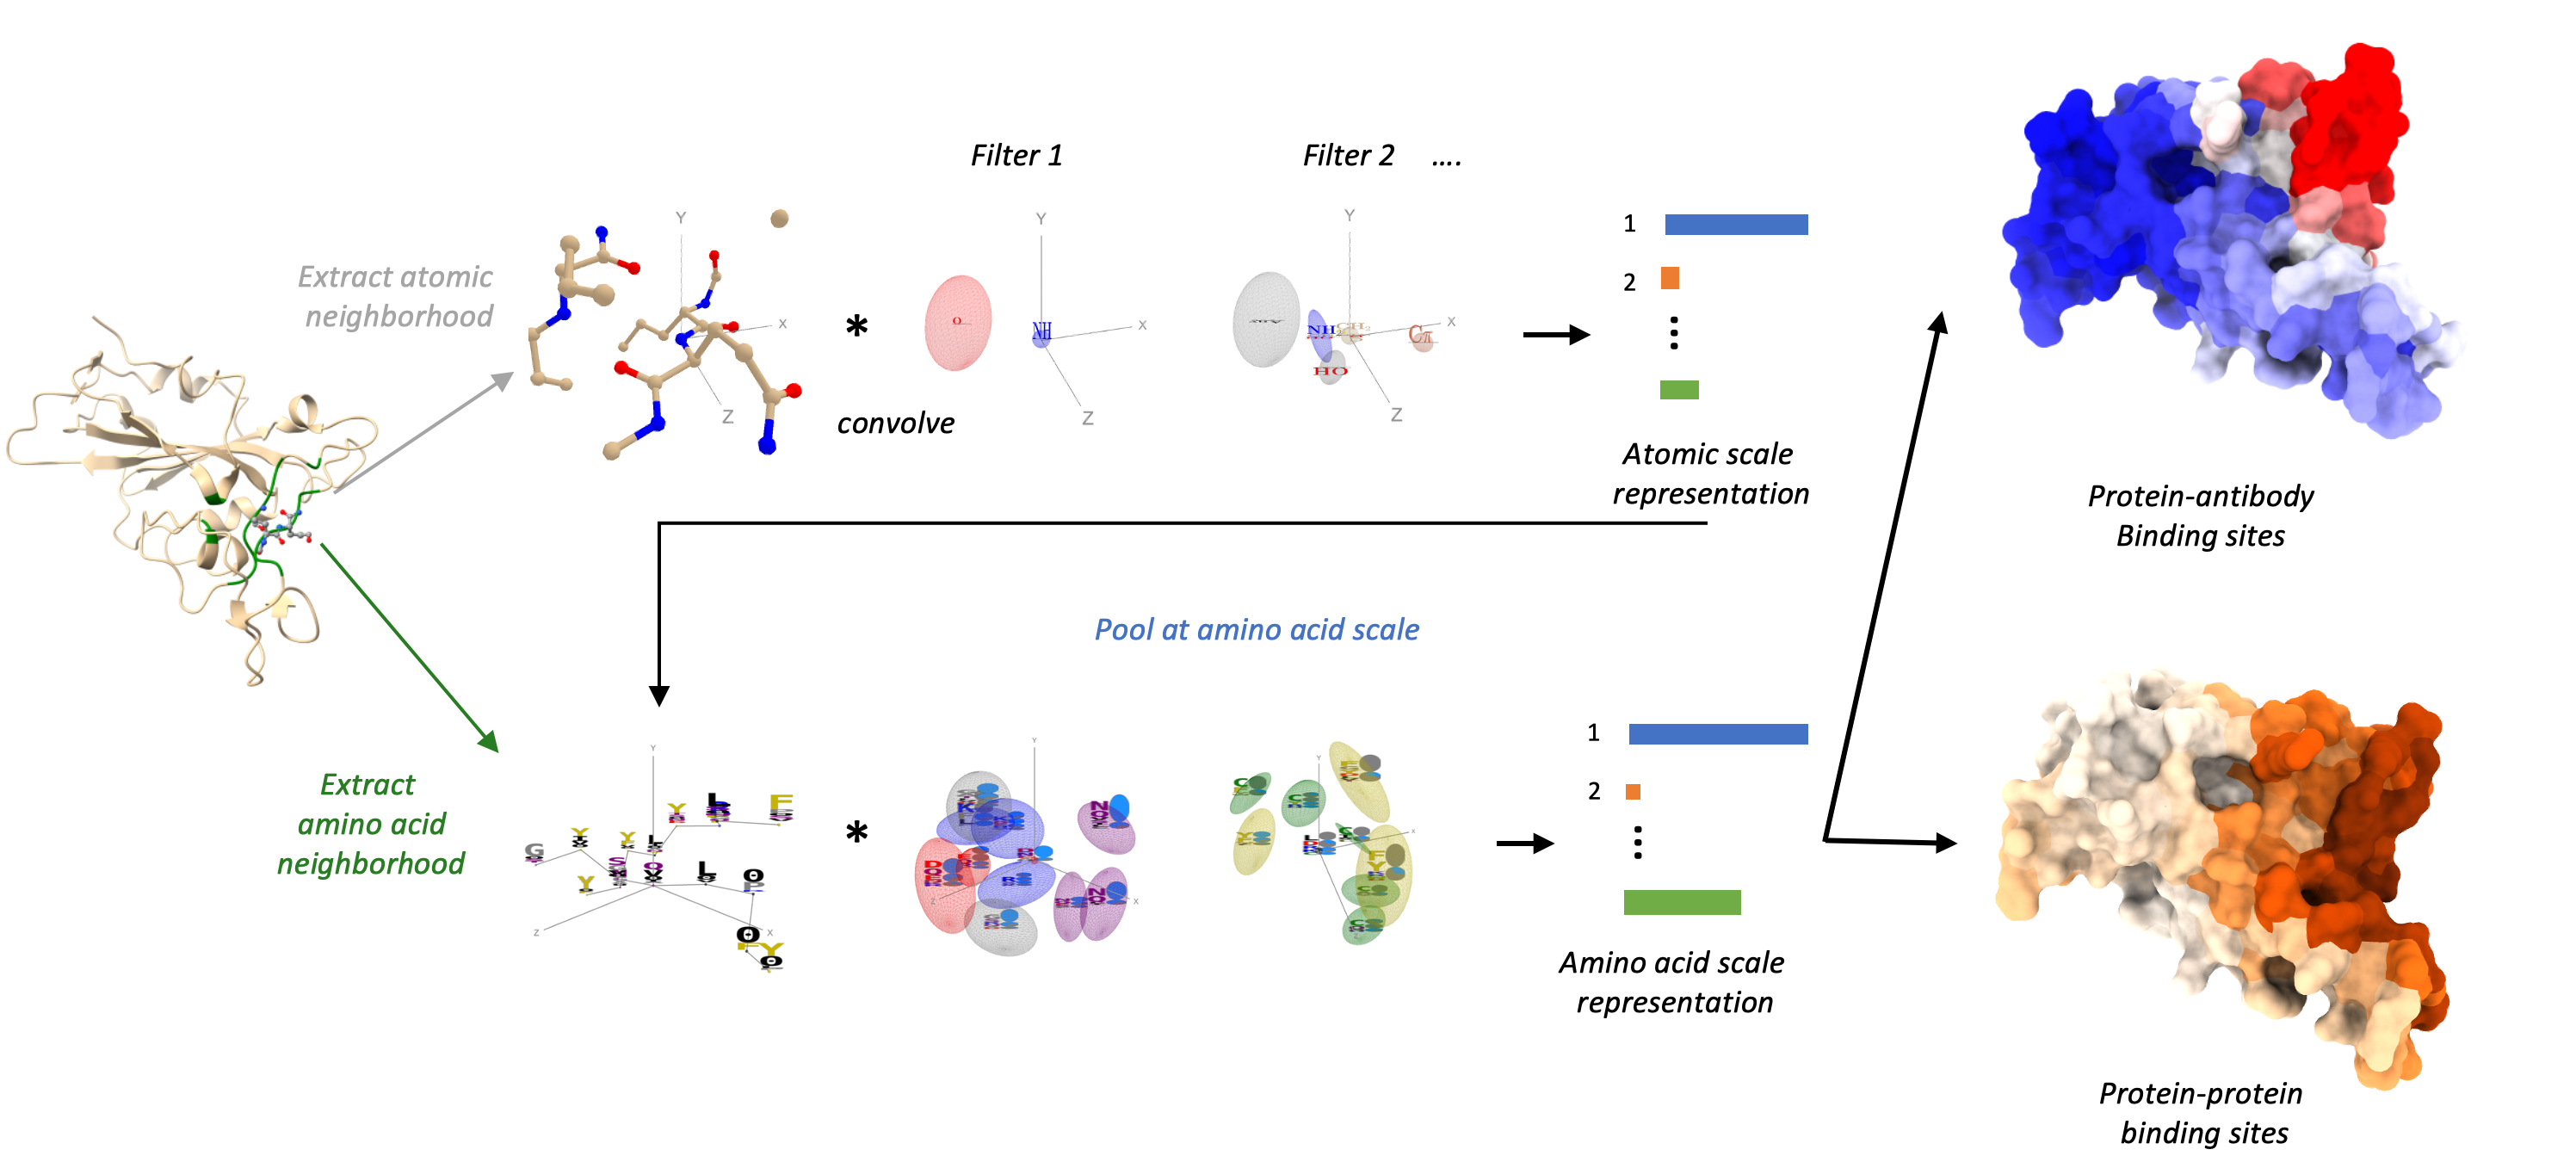 Filter 1
Filter 2 ....
Extract atomic
neighborhood
Y
X
Z
*
convolve
O
NH
Y
X
Z
Y
X
Z
NH
CH₂
Cπ
HO
1
2
Atomic scale
representation
Protein-antibody
Binding sites
Pool at amino acid scale
Extract
amino acid
neighborhood
Y
Z
X
G
Y
Y
Y
L
Y
L
F
L
*
Y
X
Z
Y
X
1
2
Amino acid scale
representation
Protein-protein
binding sites